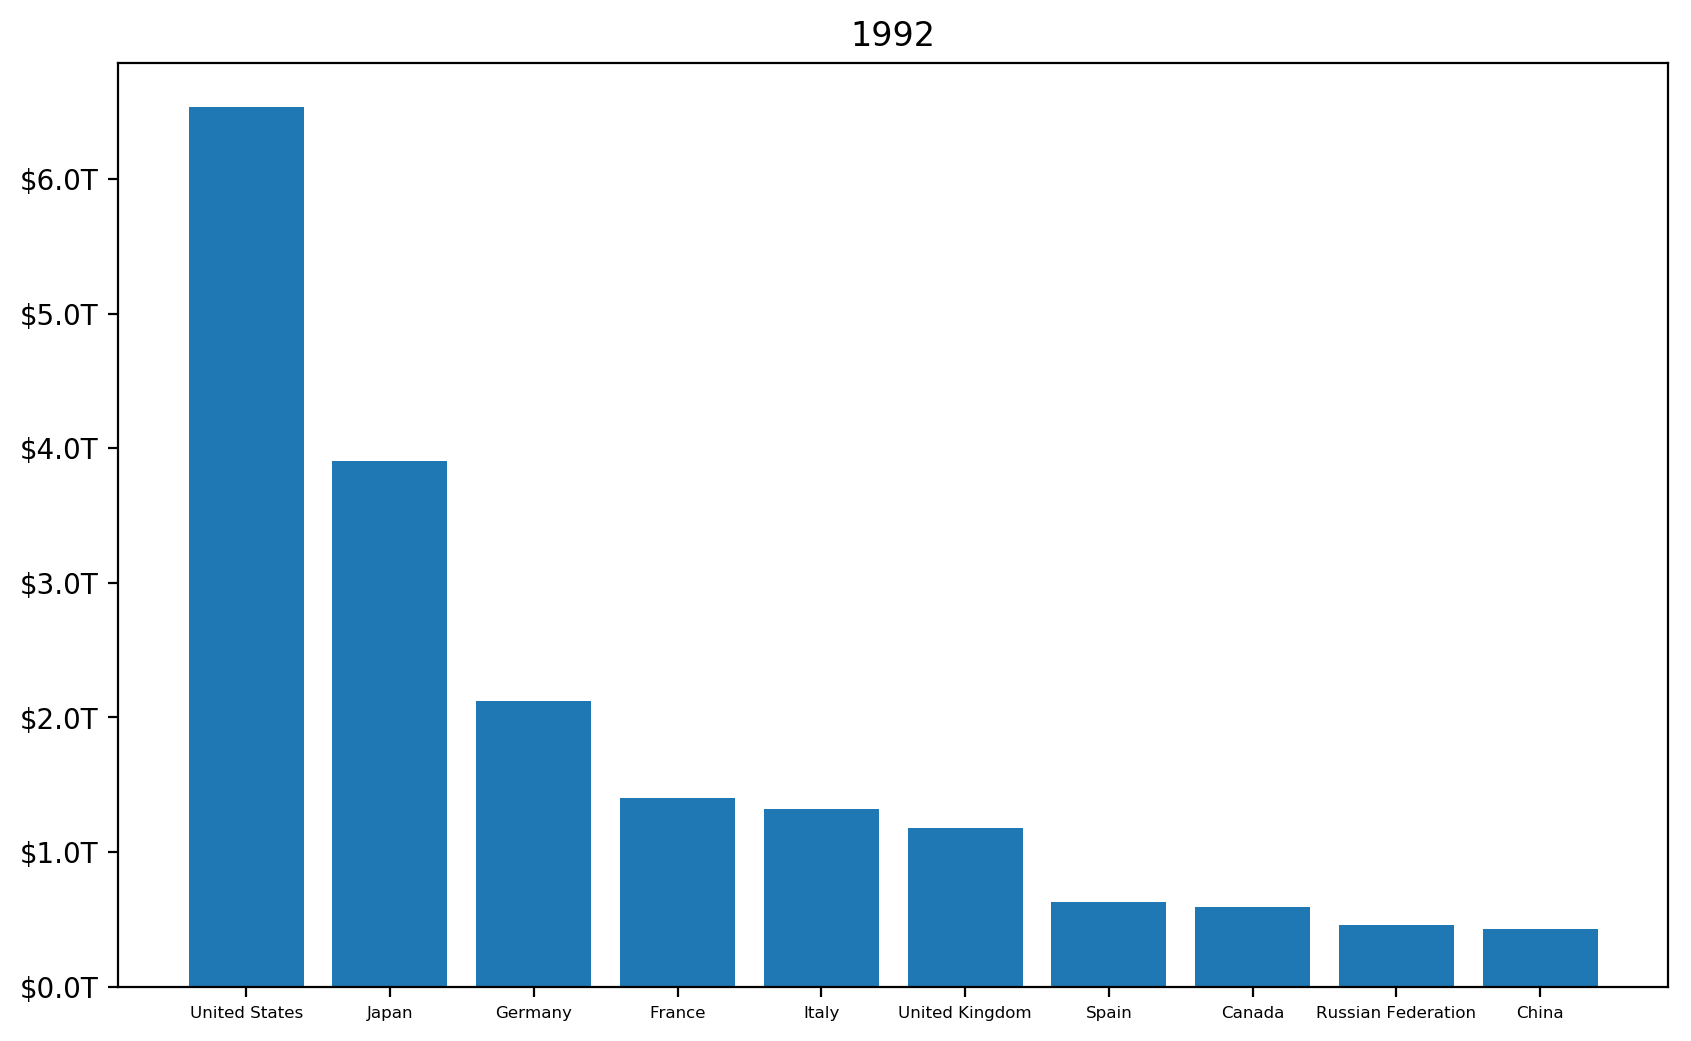 1992
$6.0T
$5.0T
$4.0T
$3.0T
$2.0T
$1.0T
$0.0T
United States Japan Germany France Italy United Kingdom Spain Canada Russian Federation China